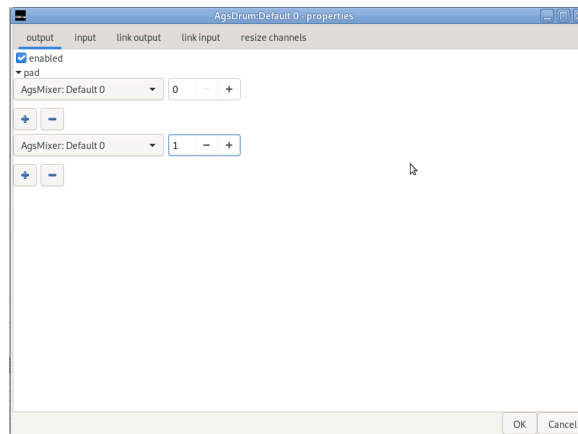 AgsDrum:Default 0 - properties
output input link output link input resize channels
enabled
pad
AgsMixer: Default 0 0 − +
+ −
AgsMixer: Default 0 1 − +
+ −
OK Cancel